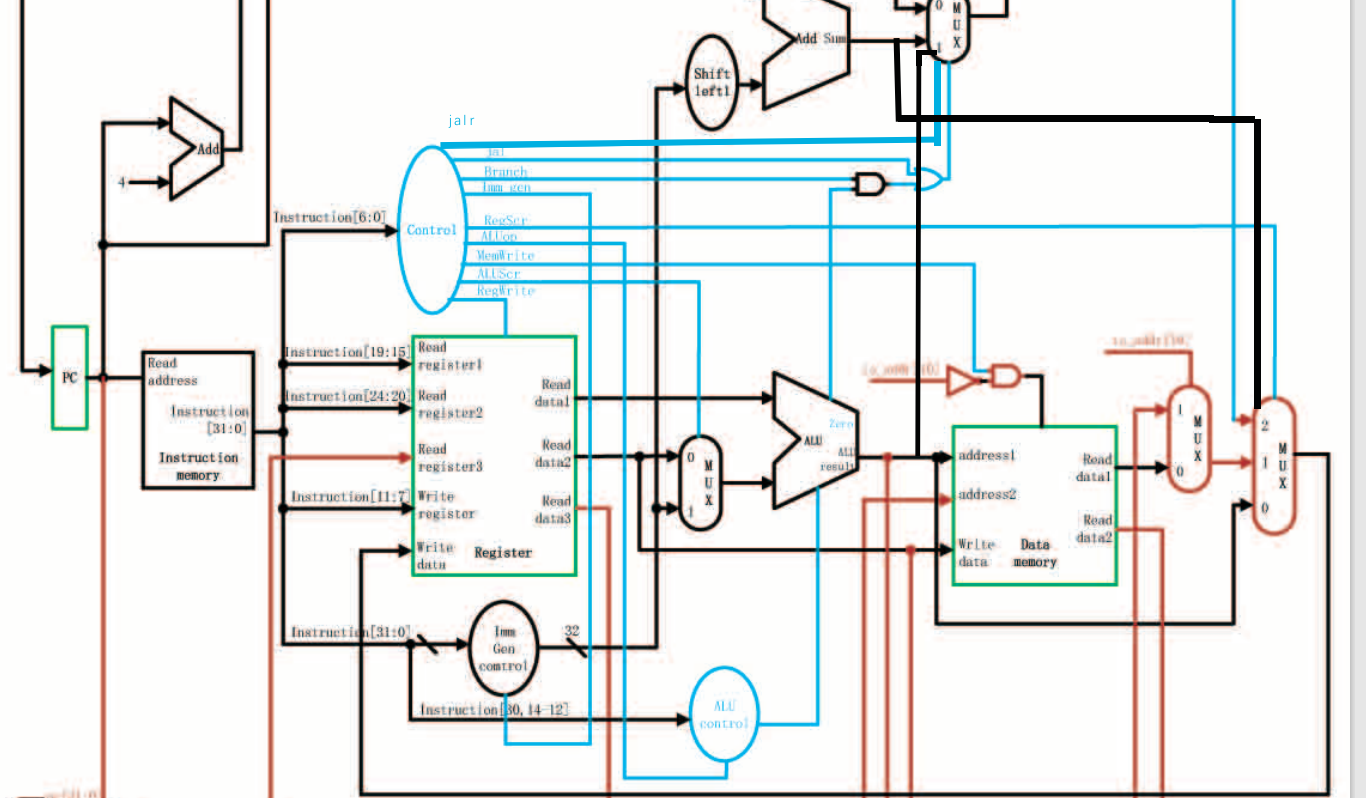 0
M
U
X
1
Add Sum
Shift
left1
jalr
jal
Add
Branch
4
Imm gen
Instruction[6:0]
RegScr
Control
ALUop
MemWrite
ALUScr
RegWrite
Instruction[19:15]
Read
register1
Read
address
PC
Read
data1
Instruction[24:20]
Read
register2
Instruction
[31:0]
Zero
1
M
U
X
0
2
M
U
X
1
0
Read
register3
Read
data2
0
M
U
X
1
ALU
ALU
result
address1
Read
data1
Instruction
memory
address2
Instruction[11:7]
Write
register
Read
data3
Read
data2
Write
data
Register
Write
data
Data
memory
Instruction[31:0]
Imm
Gen
comtrol
32
Instruction[30,14-12]
ALU
control